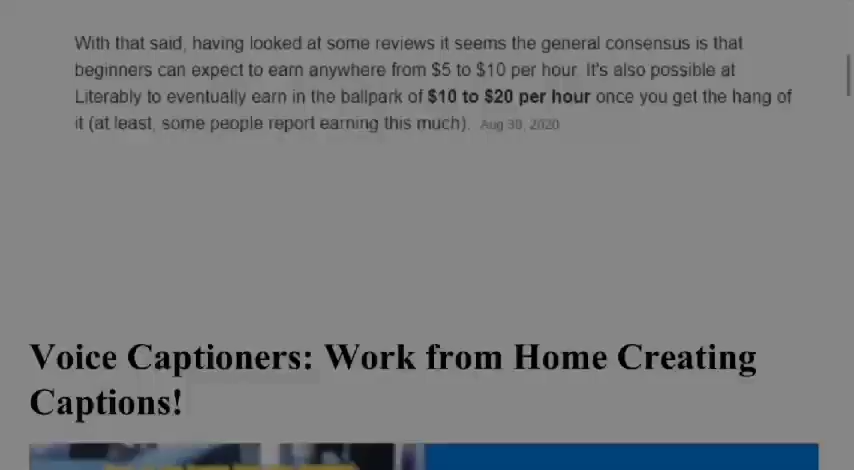 With that said, having looked at some reviews it seems the general consensus is that
beginners can expect to earn anywhere from $5 to $10 per hour. It's also possible at
Literably to eventually earn in the ballpark of $10 to $20 per hour once you get the hang of
it (at least, some people report earning this much). Aug 30, 2020
Voice Captioners: Work from Home Creating
Captions!